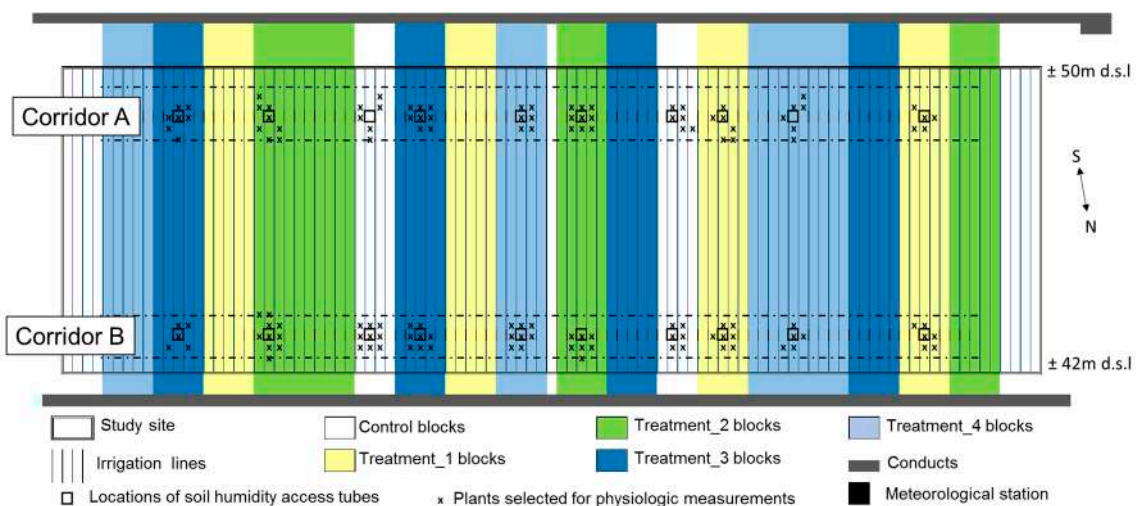 ± 50m d.s.l
Corridor A
S
N
Corridor B
± 42m d.s.l
Study site
Control blocks
Treatment_2 blocks
Treatment_4 blocks
Irrigation lines
Treatment_1 blocks
Treatment_3 blocks
Conducts
Locations of soil humidity access tubes
x Plants selected for physiologic measurements
Meteorological station